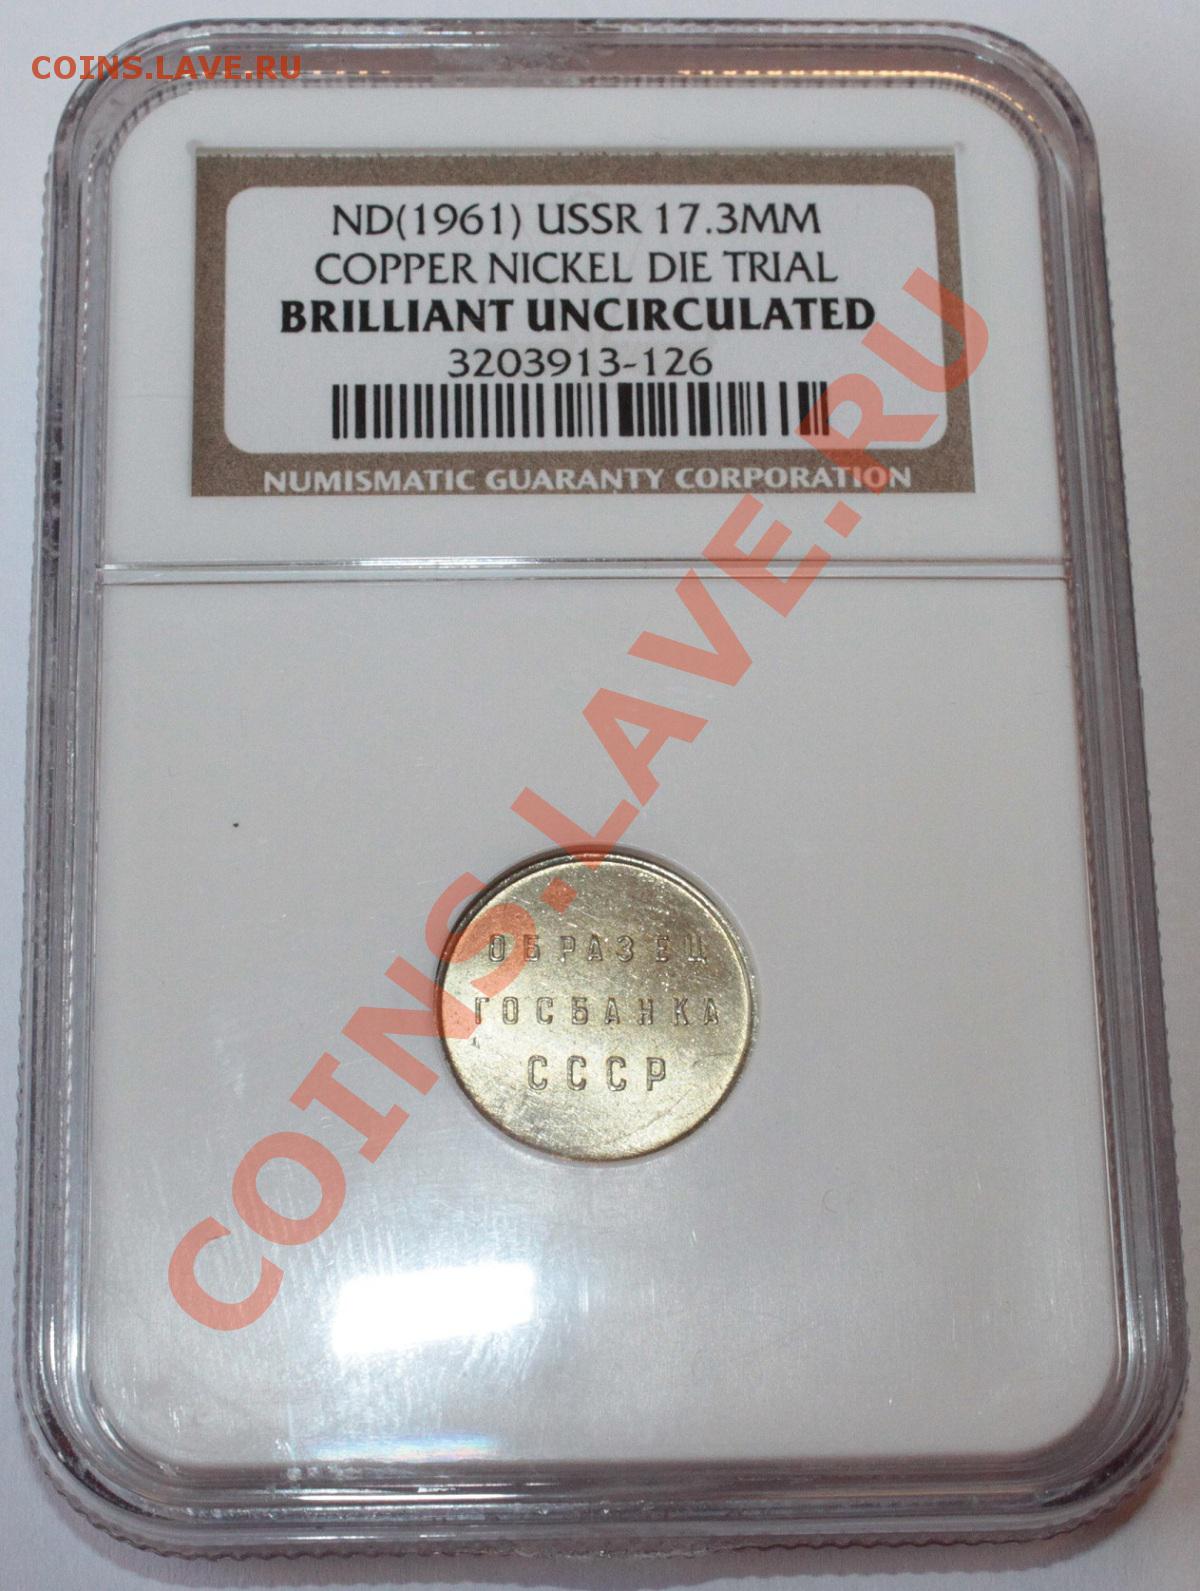 COINS.LAVE.RU
ND(1961) USSR 17.3MM
COPPER NICKEL DIE TRIAL
BRILLIANT UNCIRCULATED
3203913-126
NUMISMATIC GUARANTY CORPORATION
ОБРАЗЕЦ
ГОСБАНКА
СССР
COINS.LAVE.RU